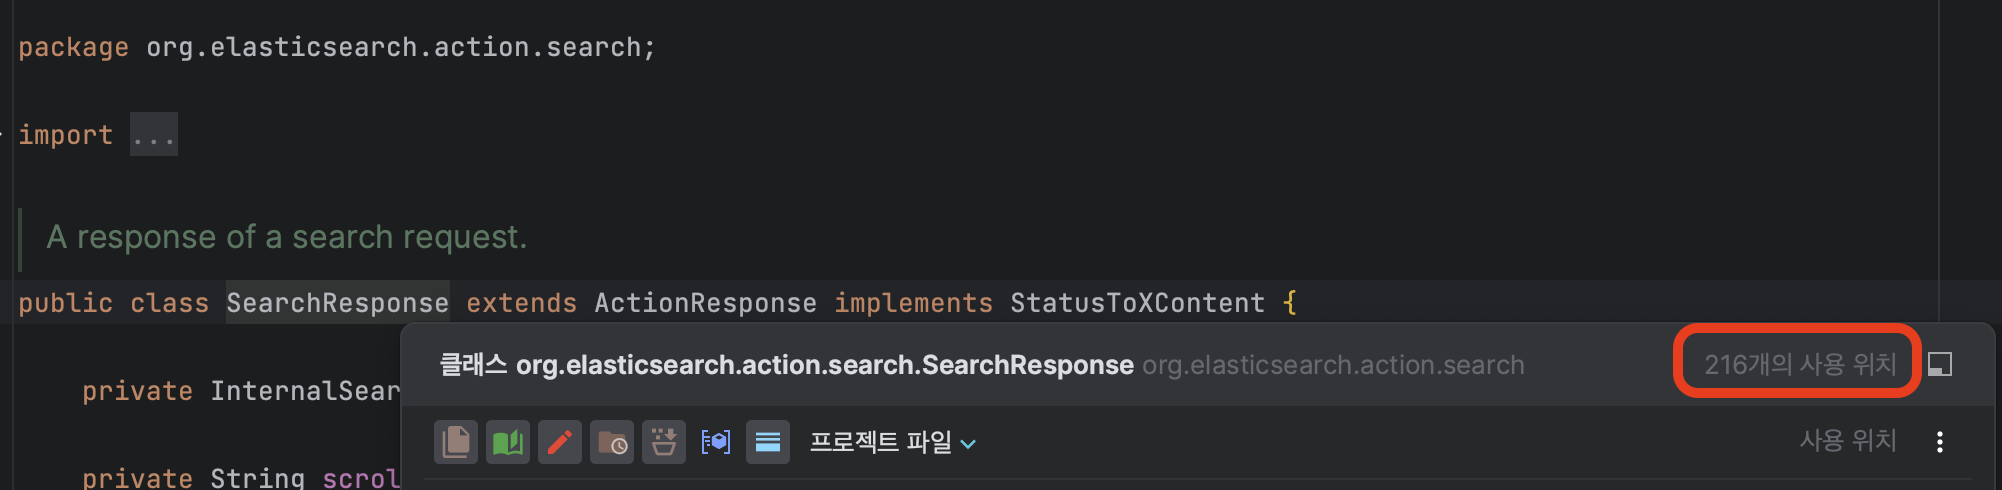 package org.elasticsearch.action.search;
import ...
A response of a search request.
public class SearchResponse extends ActionResponse implements StatusToXContent {
클래스 org.elasticsearch.action.search.SearchResponse org.elasticsearch.action.search 216개의 사용 위치
private InternalSear
프로젝트 파일 사용 위치
private String scrol